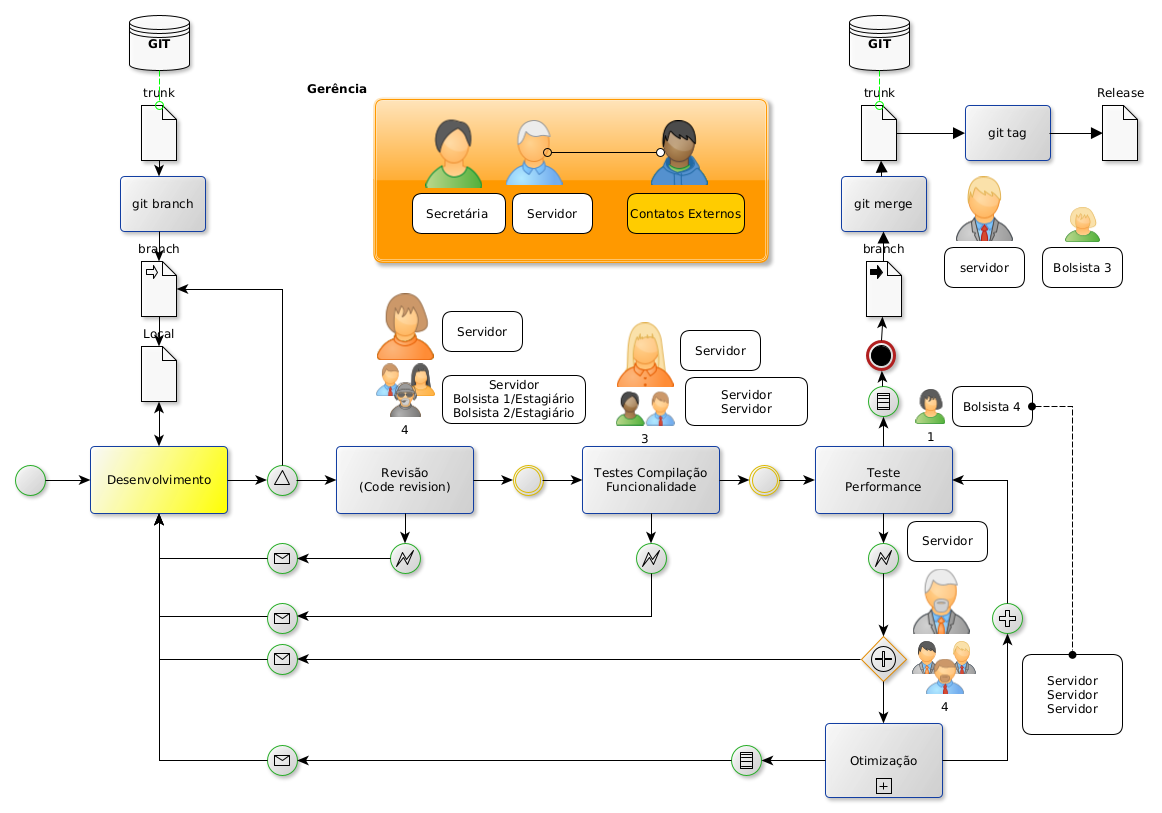 GIT
GIT
Gerência
trunk
trunk
Release
git tag
git branch
git merge
Secretária
Servidor
Contatos Externos
branch
branch
servidor
Bolsista 3
Local
Servidor
Servidor
Servidor
Bolsista 1/Estagiário
Bolsista 2/Estagiário
Servidor
Servidor
Bolsista 4
4
3
1
Desenvolvimento
Revisão
(Code revision)
Testes Compilação
Funcionalidade
Teste
Performance
Servidor
4
Servidor
Servidor
Servidor
Otimização